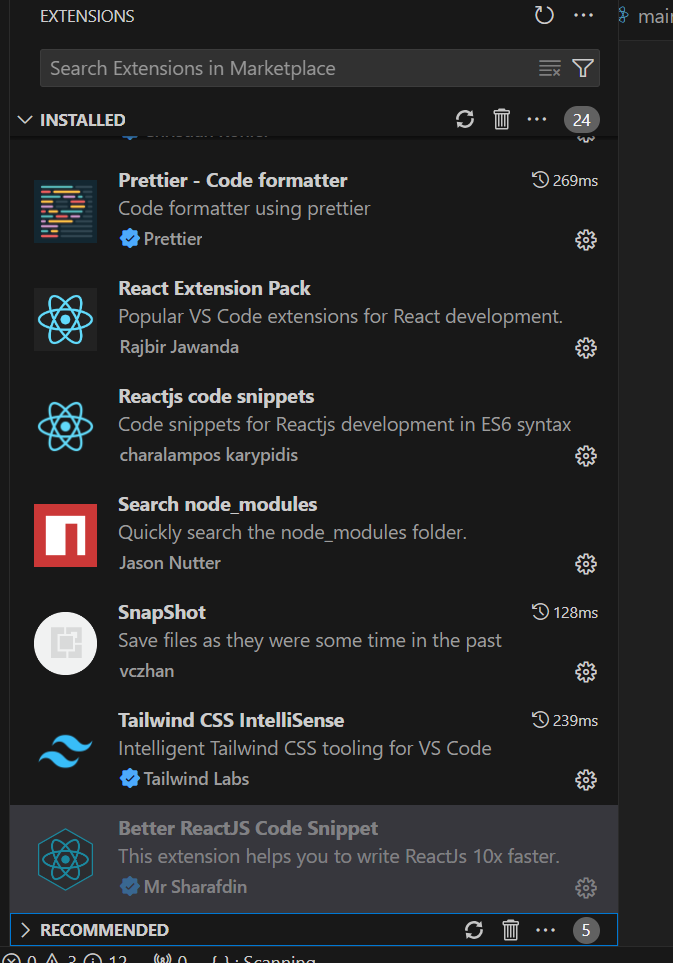 EXTENSIONS
main
Search Extensions in Marketplace
INSTALLED
24
Prettier - Code formatter
269ms
Code formatter using prettier
Prettier
React Extension Pack
Popular VS Code extensions for React development.
Rajbir Jawanda
Reactjs code snippets
Code snippets for Reactjs development in ES6 syntax
charalampos karypidis
Search node_modules
Quickly search the node_modules folder.
Jason Nutter
SnapShot
128ms
Save files as they were some time in the past
vczhan
Tailwind CSS IntelliSense
239ms
Intelligent Tailwind CSS tooling for VS Code
Tailwind Labs
Better ReactJS Code Snippet
This extension helps you to write ReactJs 10x faster.
Mr Sharafdin
RECOMMENDED
5
0 3 12 0 { } : Scanning